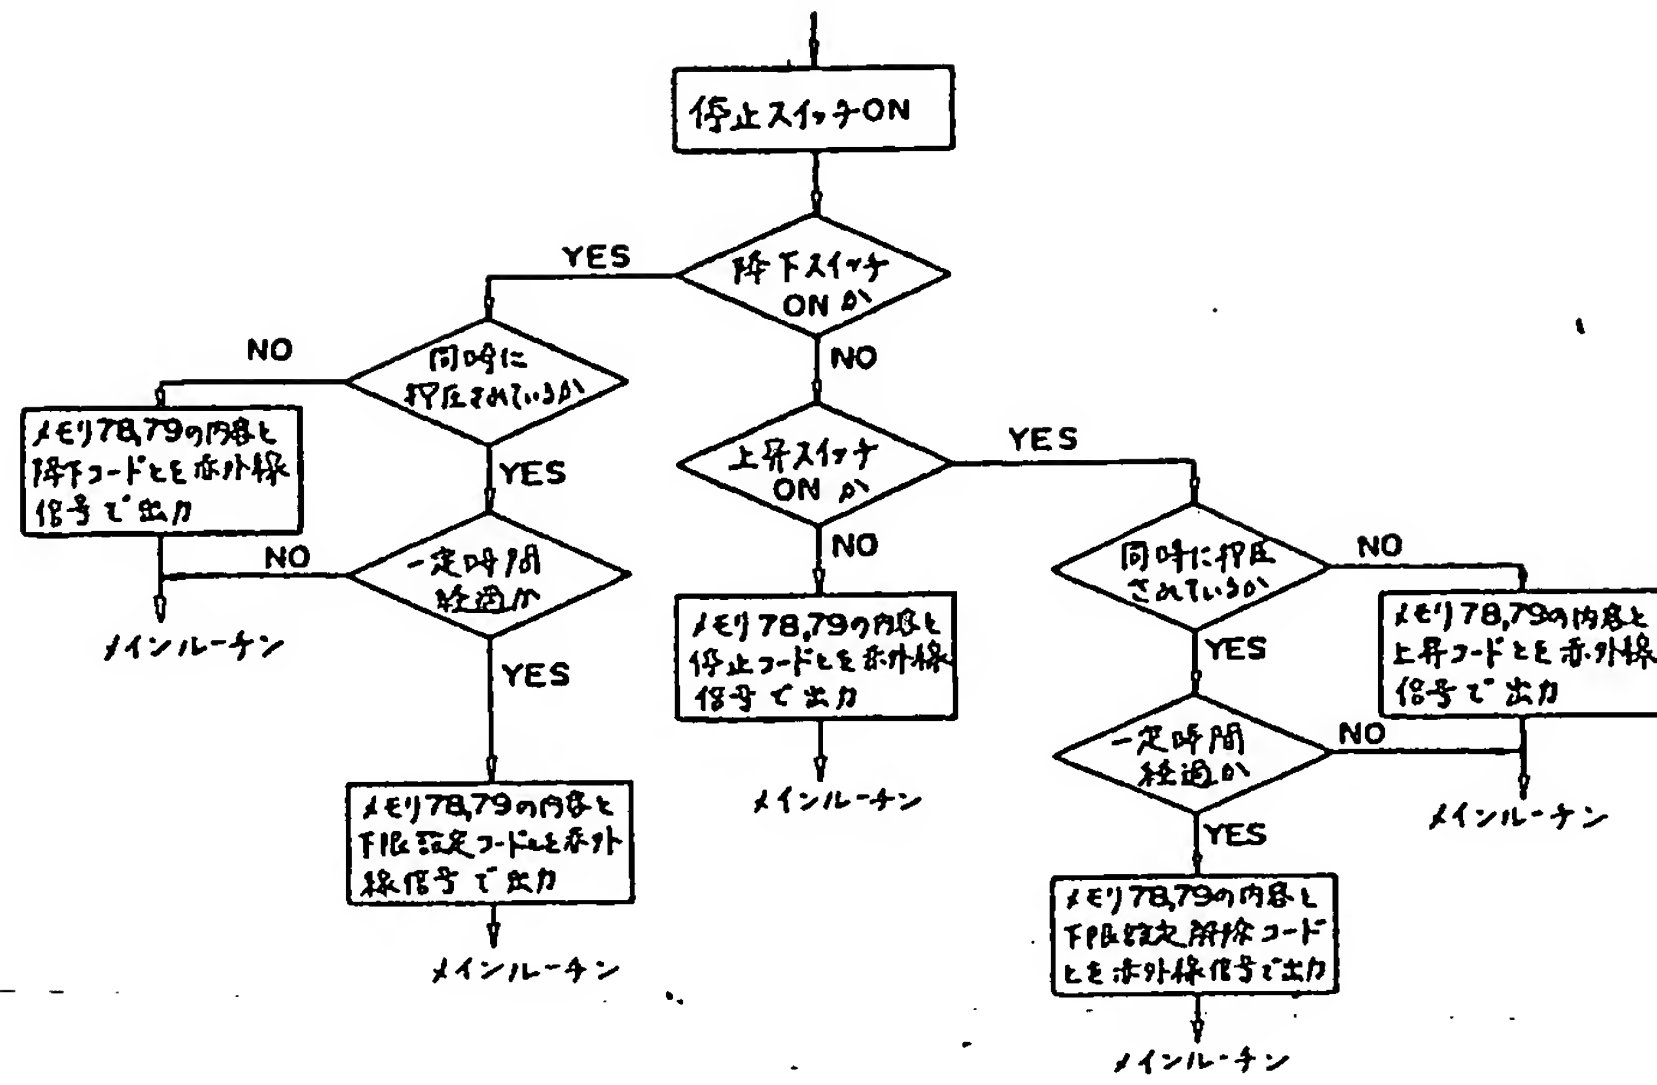 停止スイッチON
YES
降下スイッチ
ONか
NO
同時に
押圧されているか
NO
メモリ78,79の内容と
降下コードとを赤外線
信号で出力
YES
上昇スイッチ
ONか
YES
NO
一定時間
経過か
メインルーチン
NO
同時に押圧
されているか
NO
メモリ78,79の内容と
停止コードとを赤外線
信号で出力
メモリ78,79の内容と
上昇コードとを赤外線
信号で出力
YES
YES
一定時間
経過か
NO
メインルーチン
メインルーチン
メモリ78,79の内容と
下限設定コードとを赤外
線信号で出力
YES
メモリ78,79の内容と
下限設定解除コード
とを赤外線信号で出力
メインルーチン
メインルーチン